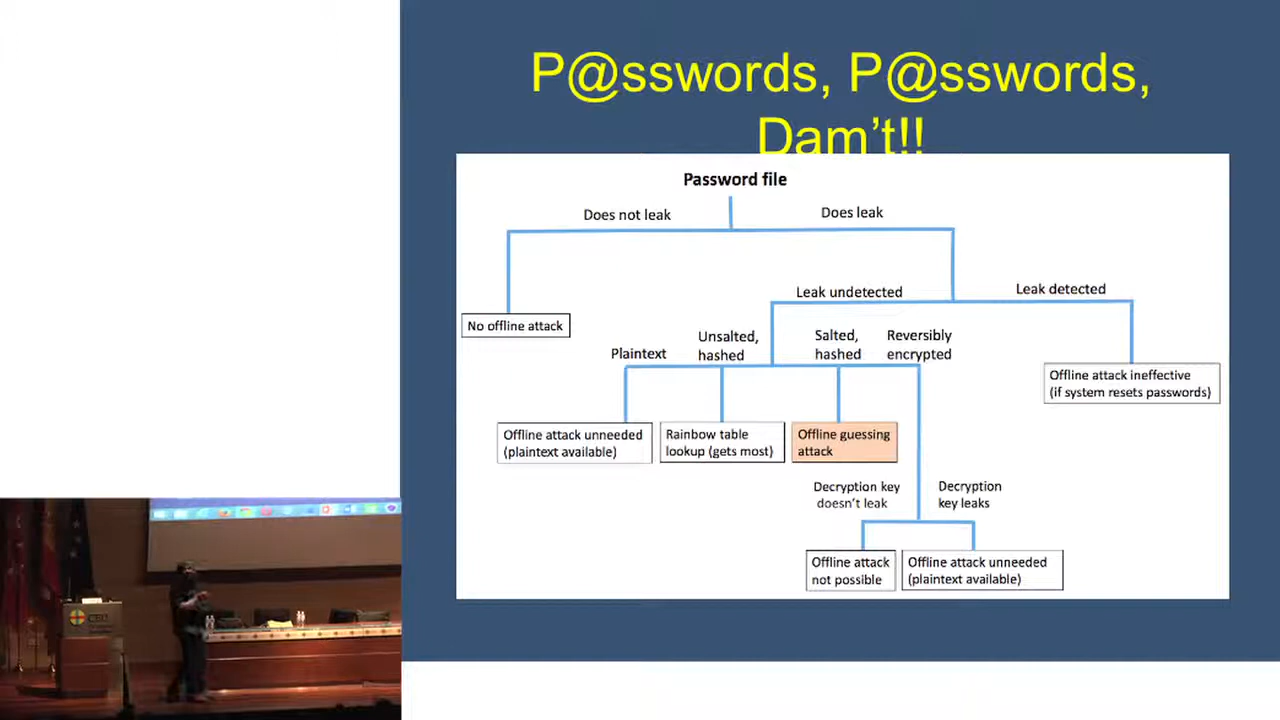 P@sswords, P@sswords,
Dam't!!
Password file
Does not leak
Does leak
Leak undetected
Leak detected
No offline attack
Plaintext
Unsalted,
hashed
Salted,
hashed
Reversibly
encrypted
Offline attack ineffective
(if system resets passwords)
Offline attack unneeded
(plaintext available)
Rainbow table
lookup (gets most)
Offline guessing
attack
Decryption key
doesn't leak
Decryption
key leaks
Offline attack
not possible
Offline attack unneeded
(plaintext available)
CEU